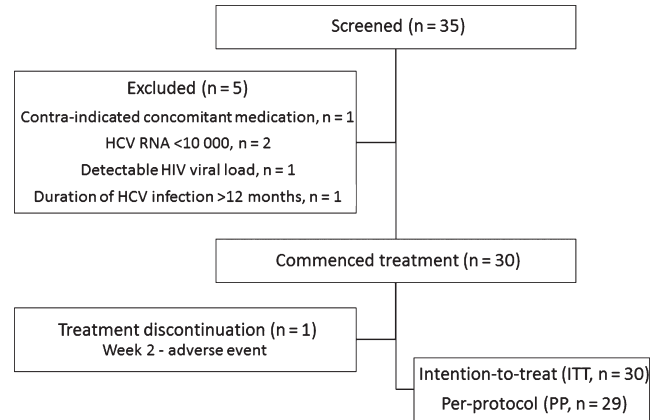 Screened (n = 35)
Excluded (n = 5)
Contra-indicated concomitant medication, n = 1
HCV RNA <10 000, n = 2
Detectable HIV viral load, n = 1
Duration of HCV infection >12 months, n = 1
Commenced treatment (n = 30)
Treatment discontinuation (n = 1)
Week 2 - adverse event
Intention-to-treat (ITT, n = 30)
Per-protocol (PP, n = 29)